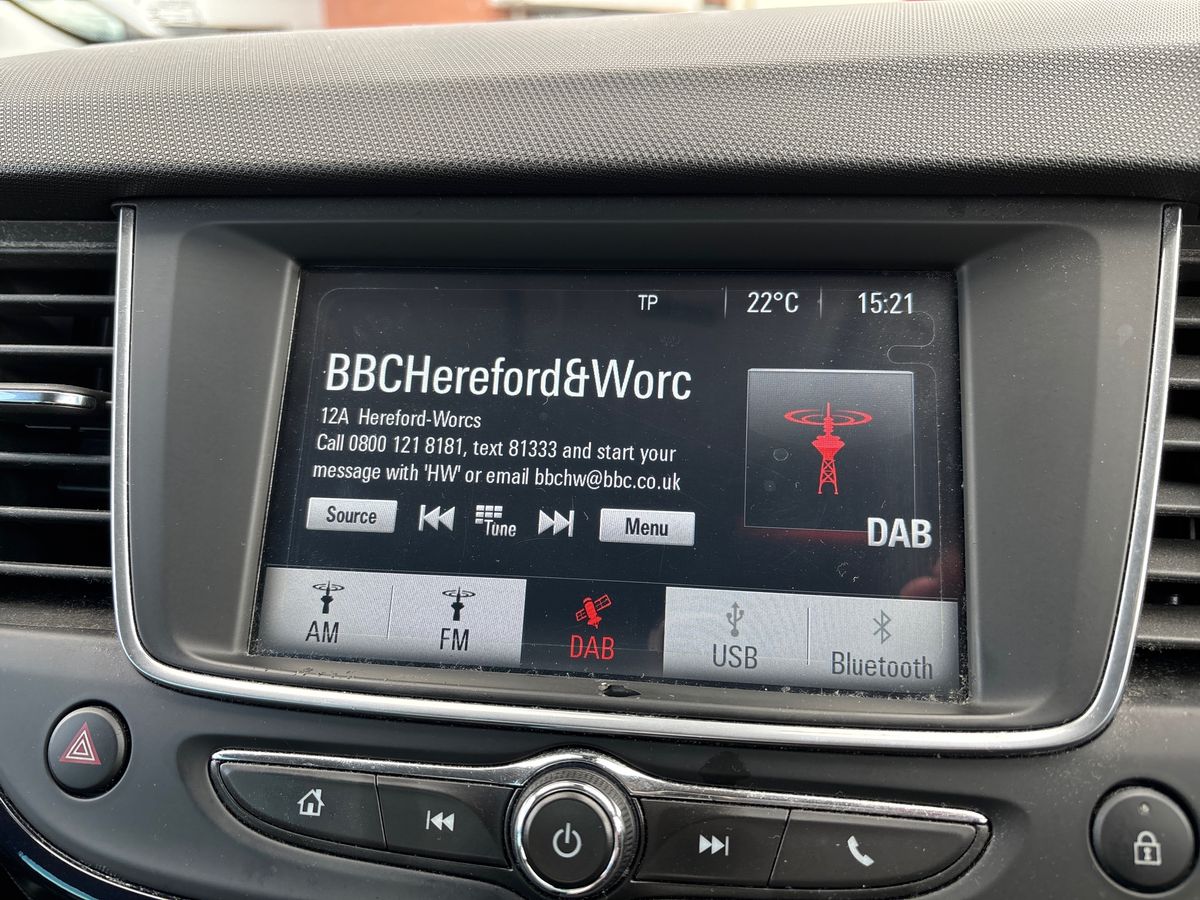 TP 22°C 15:21
BBCHereford&Worc
12A Hereford-Worcs
Call 0800 121 8181, text 81333 and start your
message with 'HW' or email bbchw@bbc.co.uk
Source Tune Menu
DAB
AM FM DAB USB Bluetooth